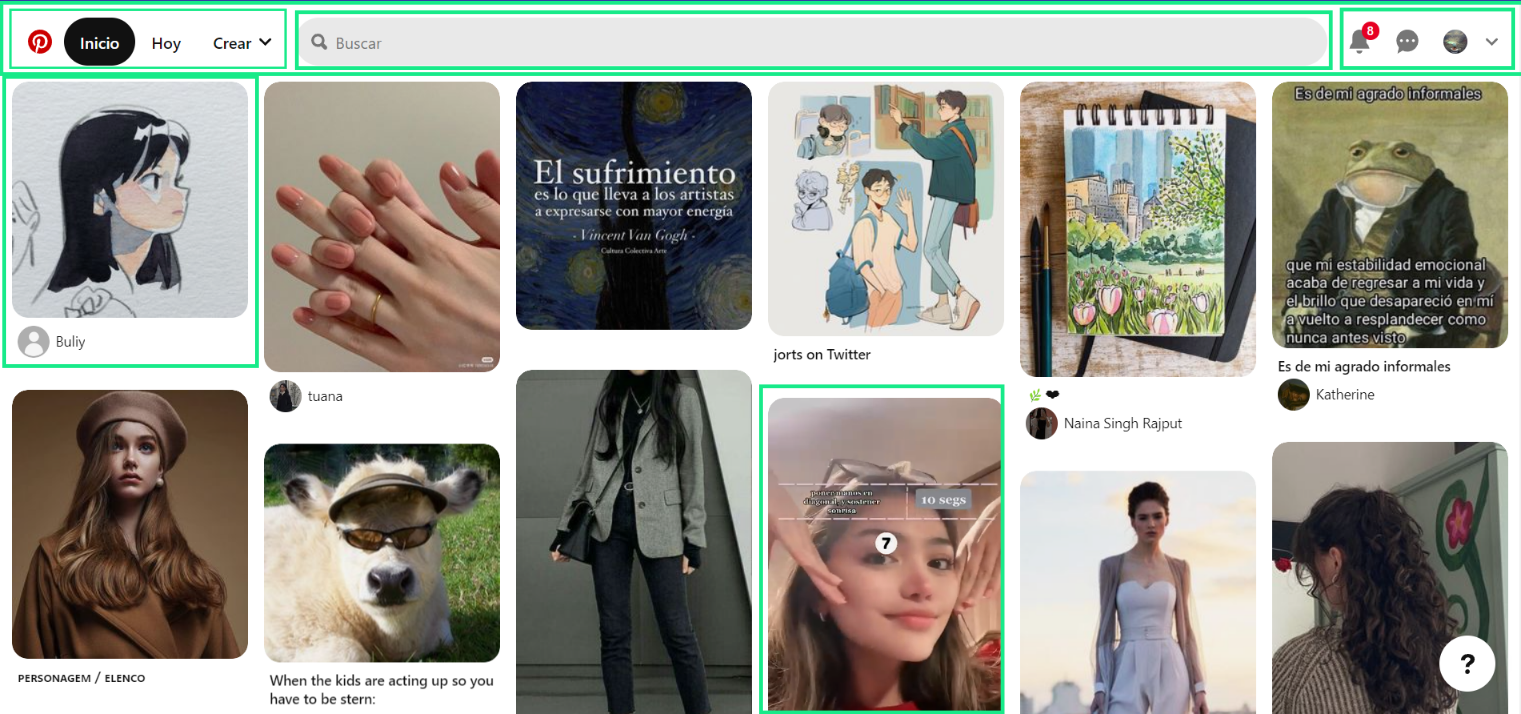 Inicio
Hoy
Crear
Buscar
8
Buliy
PERSONAGEM / ELENCO
tuana
When the kids are acting up so you
have to be stern:
El sufrimiento
es lo que lleva a los artistas
a expresarse con mayor energía
- Vincent Van Gogh -
Cultura Colectiva Arts
jorts on Twitter
poner manos en
diagonal, y sostener
sonrisa
10 segs
7
Naina Singh Rajput
Es de mi agrado informales
que mi estabilidad emocional
acaba de regresar a mi vida y
el brillo que desapareció en mí
a vuelto a resplandecer como
nunca antes visto
Es de mi agrado informales
Katherine
?